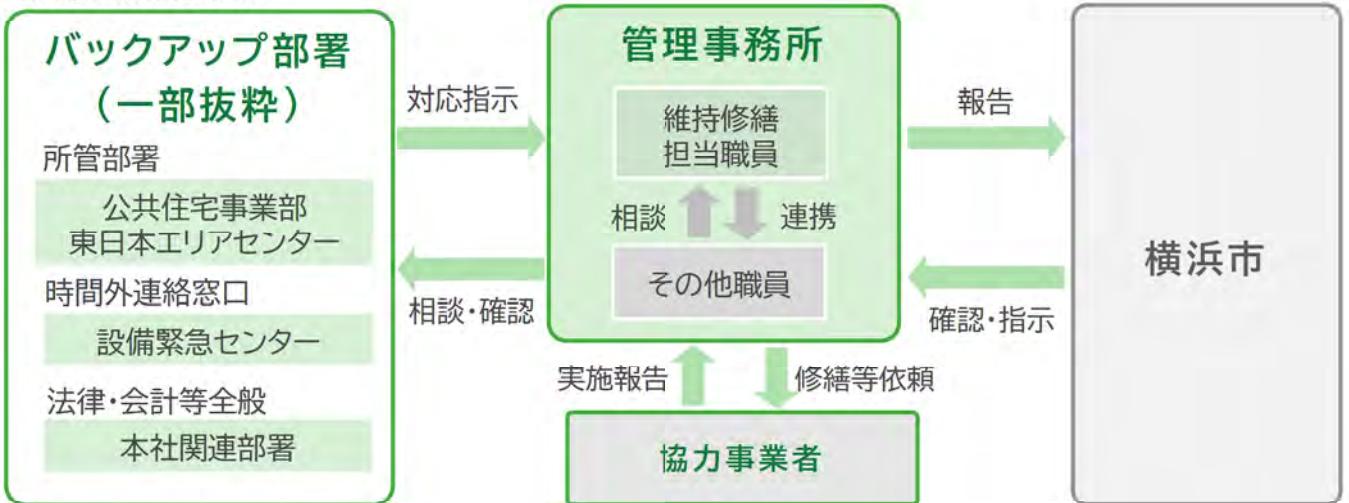 バックアップ部署
（一部抜粋）
所管部署
公共住宅事業部
東日本エリアセンター
時間外連絡窓口
設備緊急センター
法律・会計等全般
本社関連部署
対応指示
相談・確認
管理事務所
維持修繕
担当職員
相談
連携
その他職員
実施報告
修繕等依頼
協力事業者
報告
確認・指示
横浜市